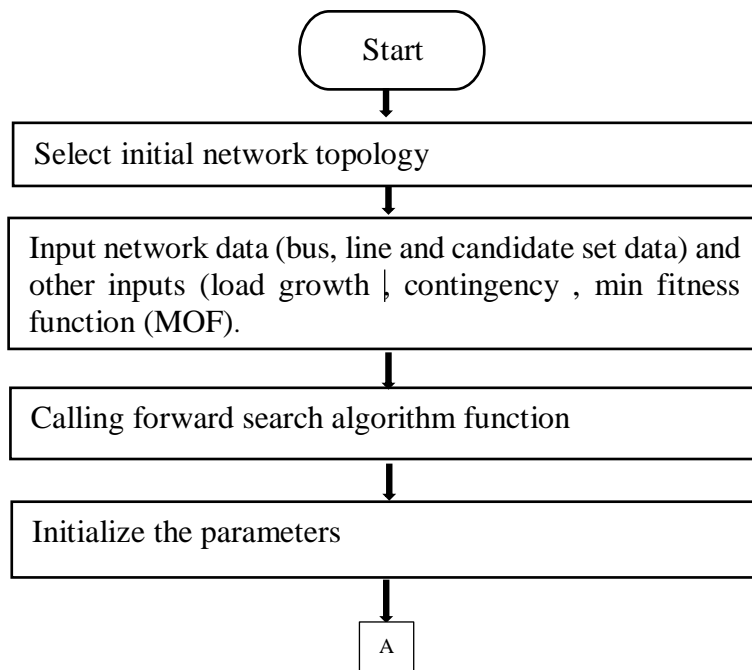 Start
Select initial network topology
Input network data (bus, line and candidate set data) and
other inputs (load growth , contingency , min fitness
function (MOF).
Calling forward search algorithm function
Initialize the parameters
A